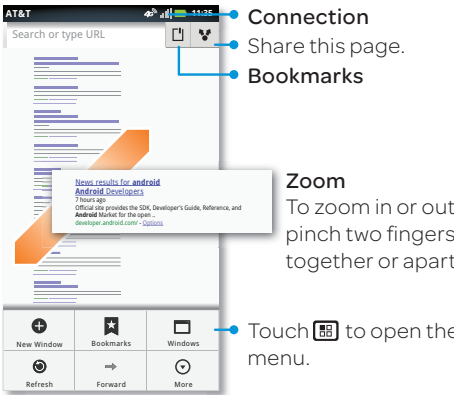 AT&T 11:35
Search or type URL
Connection
Share this page.
Bookmarks
News results for android
Android Developers
7 hours ago
Official site provides the SDK, Developer's Guide, Reference, and
Android Market for the open ..
developer.android.com/ - Options
Zoom
To zoom in or out
pinch two fingers
together or apart
New Window Bookmarks Windows
Refresh Forward More
Touch to open the
menu.